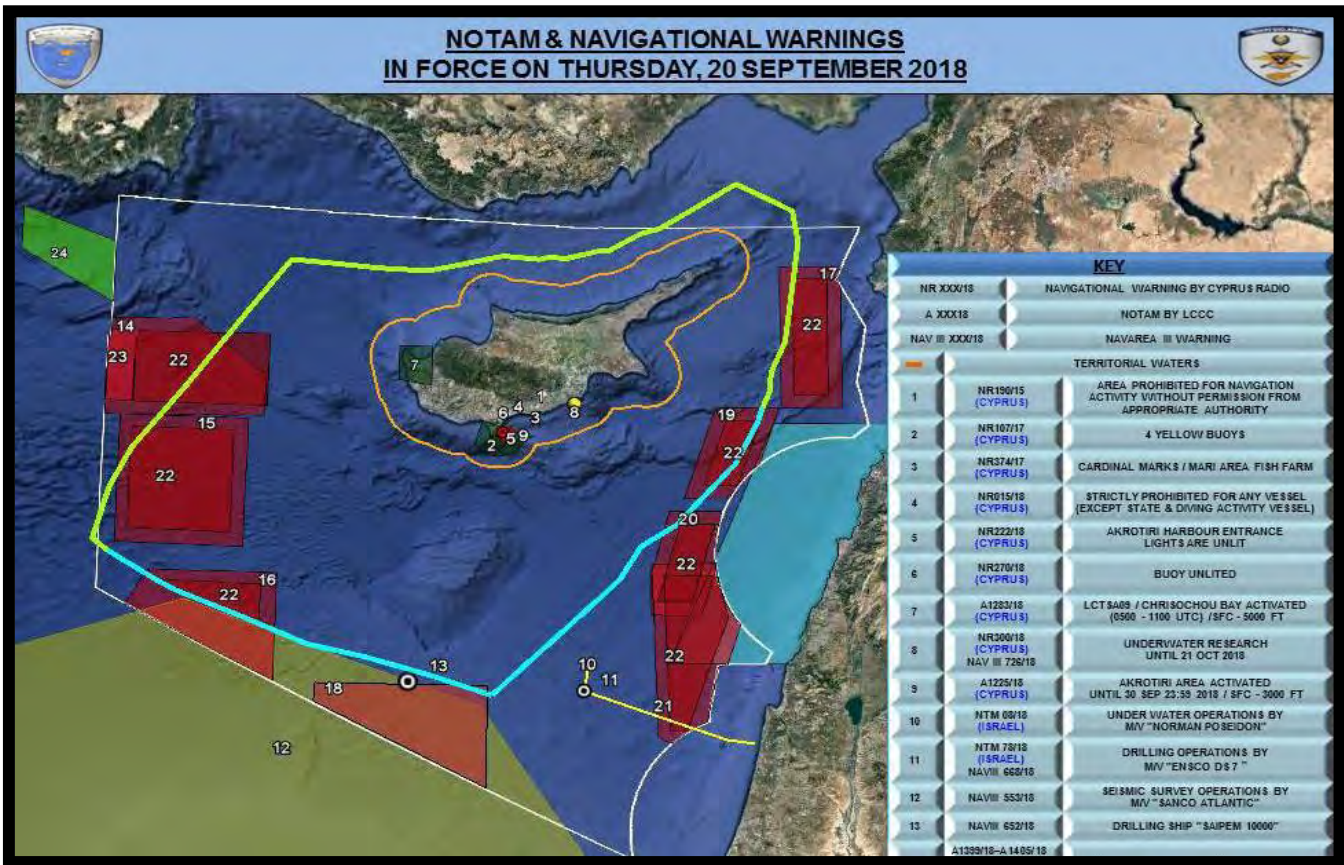 NOTAM & NAVIGATIONAL WARNINGS
IN FORCE ON THURSDAY, 20 SEPTEMBER 2018
24
14
23
22
15
22
16
22
7
1
4
6
3
8
5
9
2
17
22
19
22
20
22
22
21
10
11
13
18
12
KEY
NR XXX/18 NAVIGATIONAL WARNING BY CYPRUS RADIO
A XXX18 NOTAM BY LCCC
NAV III XXX/18 NAVAREA III WARNING
TERRITORIAL WATERS
1 NR190/15 (CYPRUS) AREA PROHIBITED FOR NAVIGATION
ACTIVITY WITHOUT PERMISSION FROM
APPROPRIATE AUTHORITY
2 NR107/17 (CYPRUS) 4 YELLOW BUOYS
3 NR374/17 (CYPRUS) CARDINAL MARKS / MARI AREA FISH FARM
4 NR015/18 (CYPRUS) STRICTLY PROHIBITED FOR ANY VESSEL
(EXCEPT STATE & DIVING ACTIVITY VESSEL)
5 NR222/18 (CYPRUS) AKROTIRI HARBOUR ENTRANCE
LIGHTS ARE UNLIT
6 NR270/18 (CYPRUS) BUOY UNLITED
7 A1283/18 (CYPRUS) LCTSA09 / CHRISOCHOU BAY ACTIVATED
(0500 - 1100 UTC) /SFC - 5000 FT
8 NR300/18 (CYPRUS) NAV III 726/18 UNDERWATER RESEARCH
UNTIL 21 OCT 2018
9 A1225/18 (CYPRUS) AKROTIRI AREA ACTIVATED
UNTIL 30 SEP 23:59 2018 / SFC - 3000 FT
10 NTM 08/18 (ISRAEL) UNDER WATER OPERATIONS BY
M/V "NORMAN POSEIDON"
11 NTM 78/18 (ISRAEL) NAVIII 668/18 DRILLING OPERATIONS BY
M/V "ENSCO DS 7 "
12 NAVIII 553/18 SEISMIC SURVEY OPERATIONS BY
M/V "SANCO ATLANTIC"
13 NAVIII 652/18 DRILLING SHIP "SAIPEM 10000"
A1399/18-A1405/18